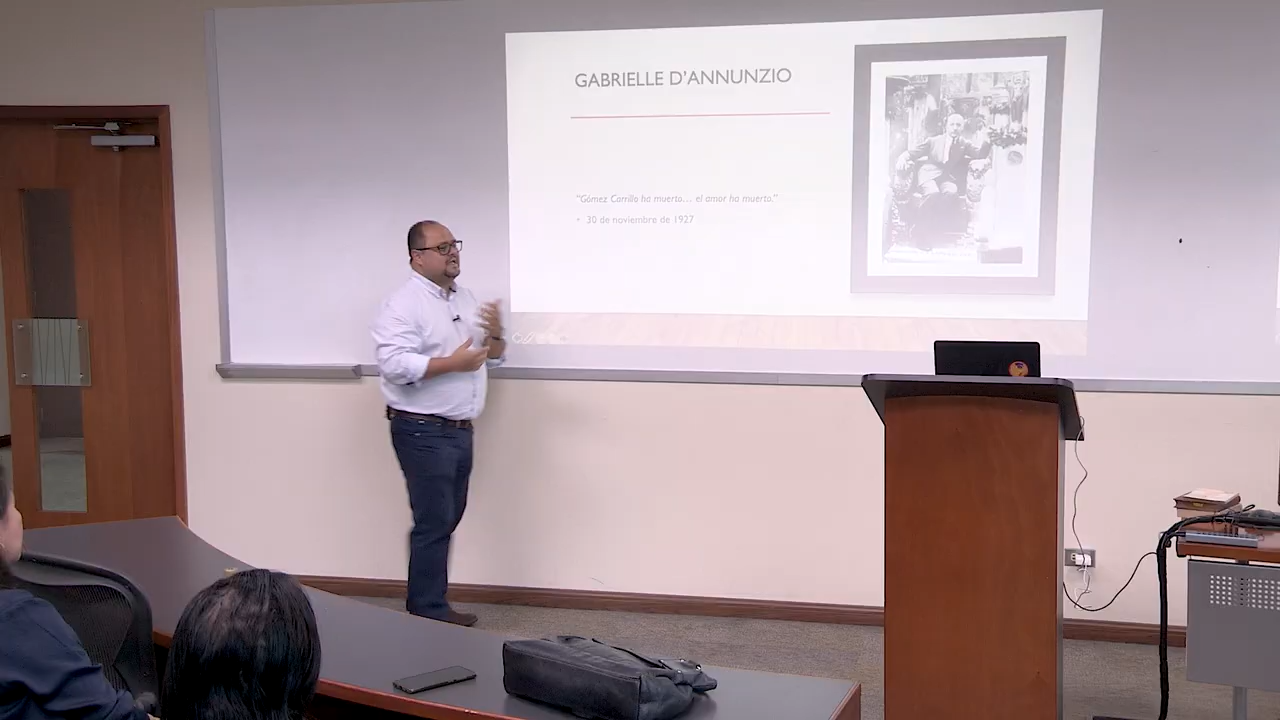 GABRIELLE D'ANNUNZIO
"Gómez Carrillo ha muerto... el amor ha muerto."
• 30 de noviembre de 1927